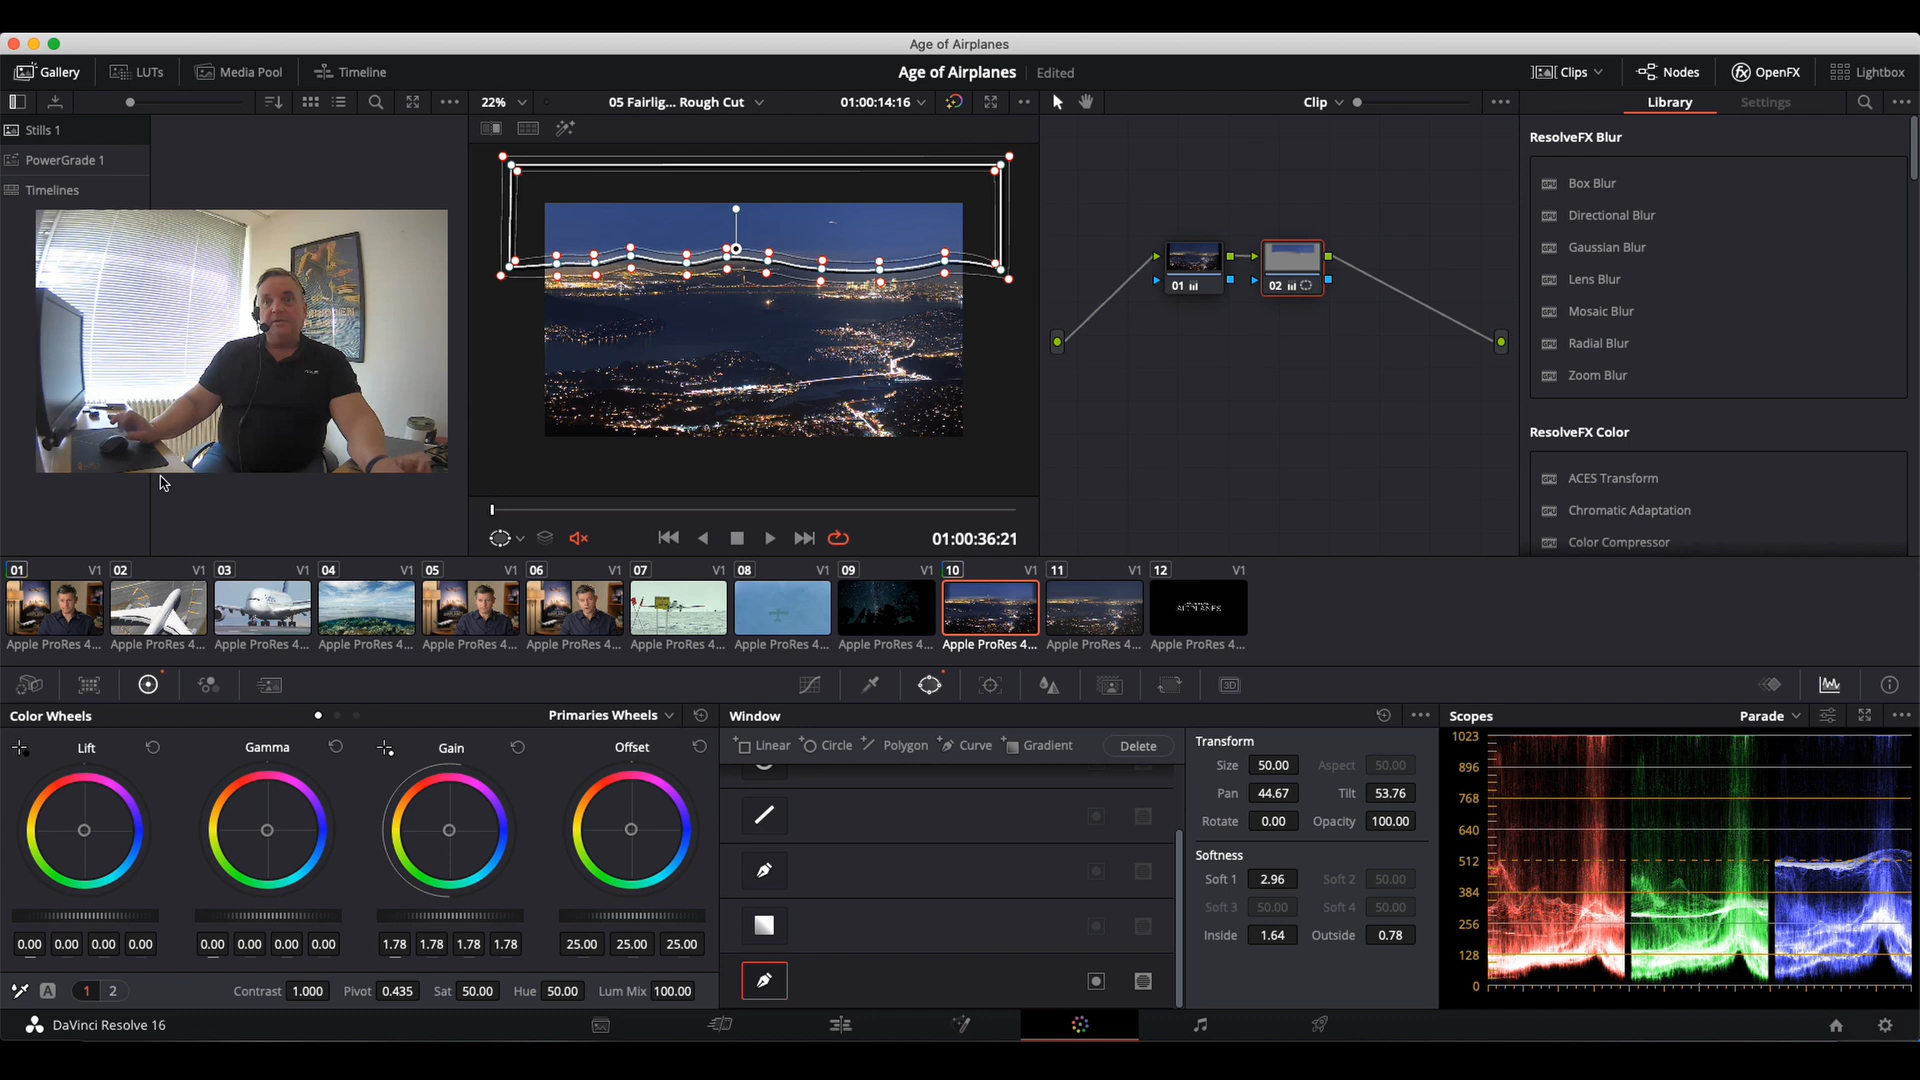 Age of Airplanes
Gallery LUTs Media Pool Timeline Age of Airplanes Edited Clips Nodes OpenFX Lightbox
22% 05 Fairlig... Rough Cut 01:00:14:16 Clip Library Settings
Stills 1
PowerGrade 1
Timelines
ResolveFX Blur
Box Blur
Directional Blur
Gaussian Blur
Lens Blur
Mosaic Blur
Radial Blur
Zoom Blur
ResolveFX Color
ACES Transform
Chromatic Adaptation
Color Compressor
01
02
01:00:36:21
01 V1 02 V1 03 V1 04 V1 05 V1 06 V1 07 V1 08 V1 09 V1 10 V1 11 V1 12 V1
AIRPLANES
Apple ProRes 4... Apple ProRes 4... Apple ProRes 4... Apple ProRes 4... Apple ProRes 4... Apple ProRes 4... Apple ProRes 4... Apple ProRes 4... Apple ProRes 4... Apple ProRes 4... Apple ProRes 4... Apple ProRes 4...
3D
Color Wheels Primaries Wheels Window Scopes Parade
Lift Gamma Gain Offset
0.00 0.00 0.00 0.00 0.00 0.00 0.00 0.00 1.78 1.78 1.78 1.78 25.00 25.00 25.00
A 1 2 Contrast 1.000 Pivot 0.435 Sat 50.00 Hue 50.00 Lum Mix 100.00
Linear Circle Polygon Curve Gradient Delete
Transform
Size 50.00 Aspect 50.00
Pan 44.67 Tilt 53.76
Rotate 0.00 Opacity 100.00
Softness
Soft 1 2.96 Soft 2 50.00
Soft 3 50.00 Soft 4 50.00
Inside 1.64 Outside 0.78
1023
896
768
640
512
384
256
128
0
DaVinci Resolve 16